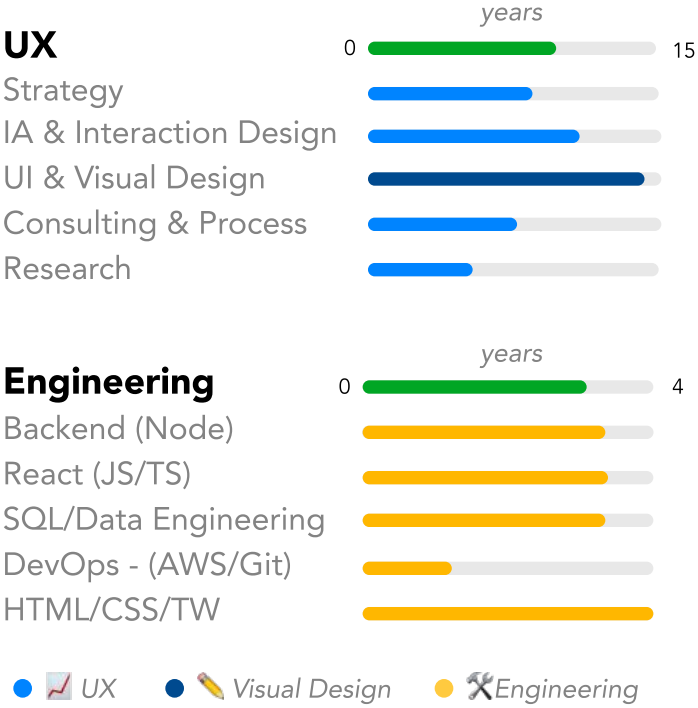 years
UX 0 15
Strategy
IA & Interaction Design
UI & Visual Design
Consulting & Process
Research
years
Engineering 0 4
Backend (Node)
React (JS/TS)
SQL/Data Engineering
DevOps - (AWS/Git)
HTML/CSS/TW
UX Visual Design Engineering